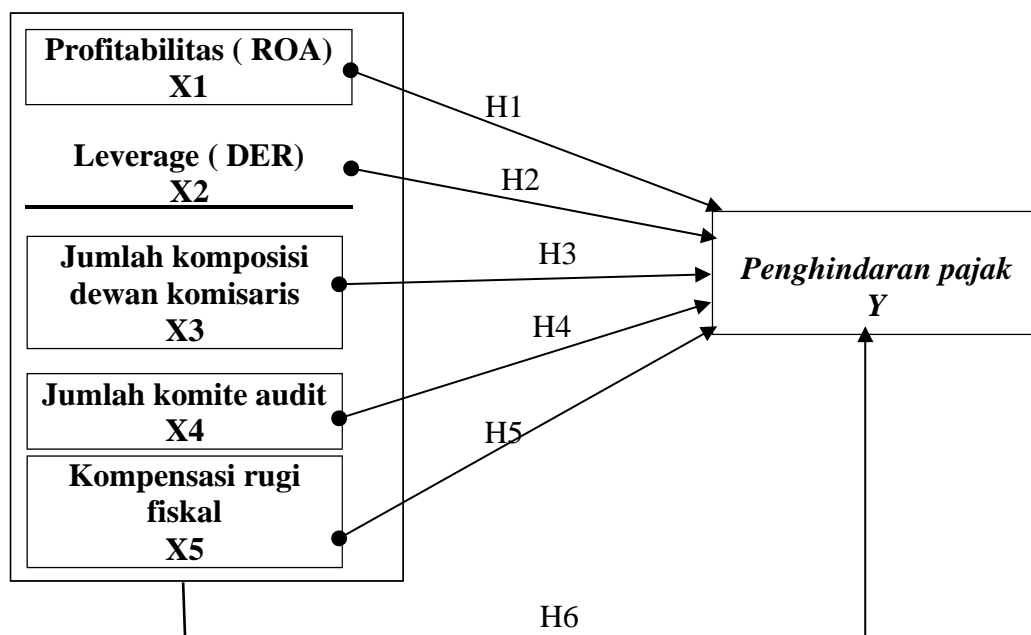 Profitabilitas ( ROA)
X1
H1
Leverage ( DER)
X2
H2
Jumlah komposisi
dewan komisaris
X3
H3
Penghindaran pajak
Y
Jumlah komite audit
X4
H4
Kompensasi rugi
fiskal
X5
H5
H6